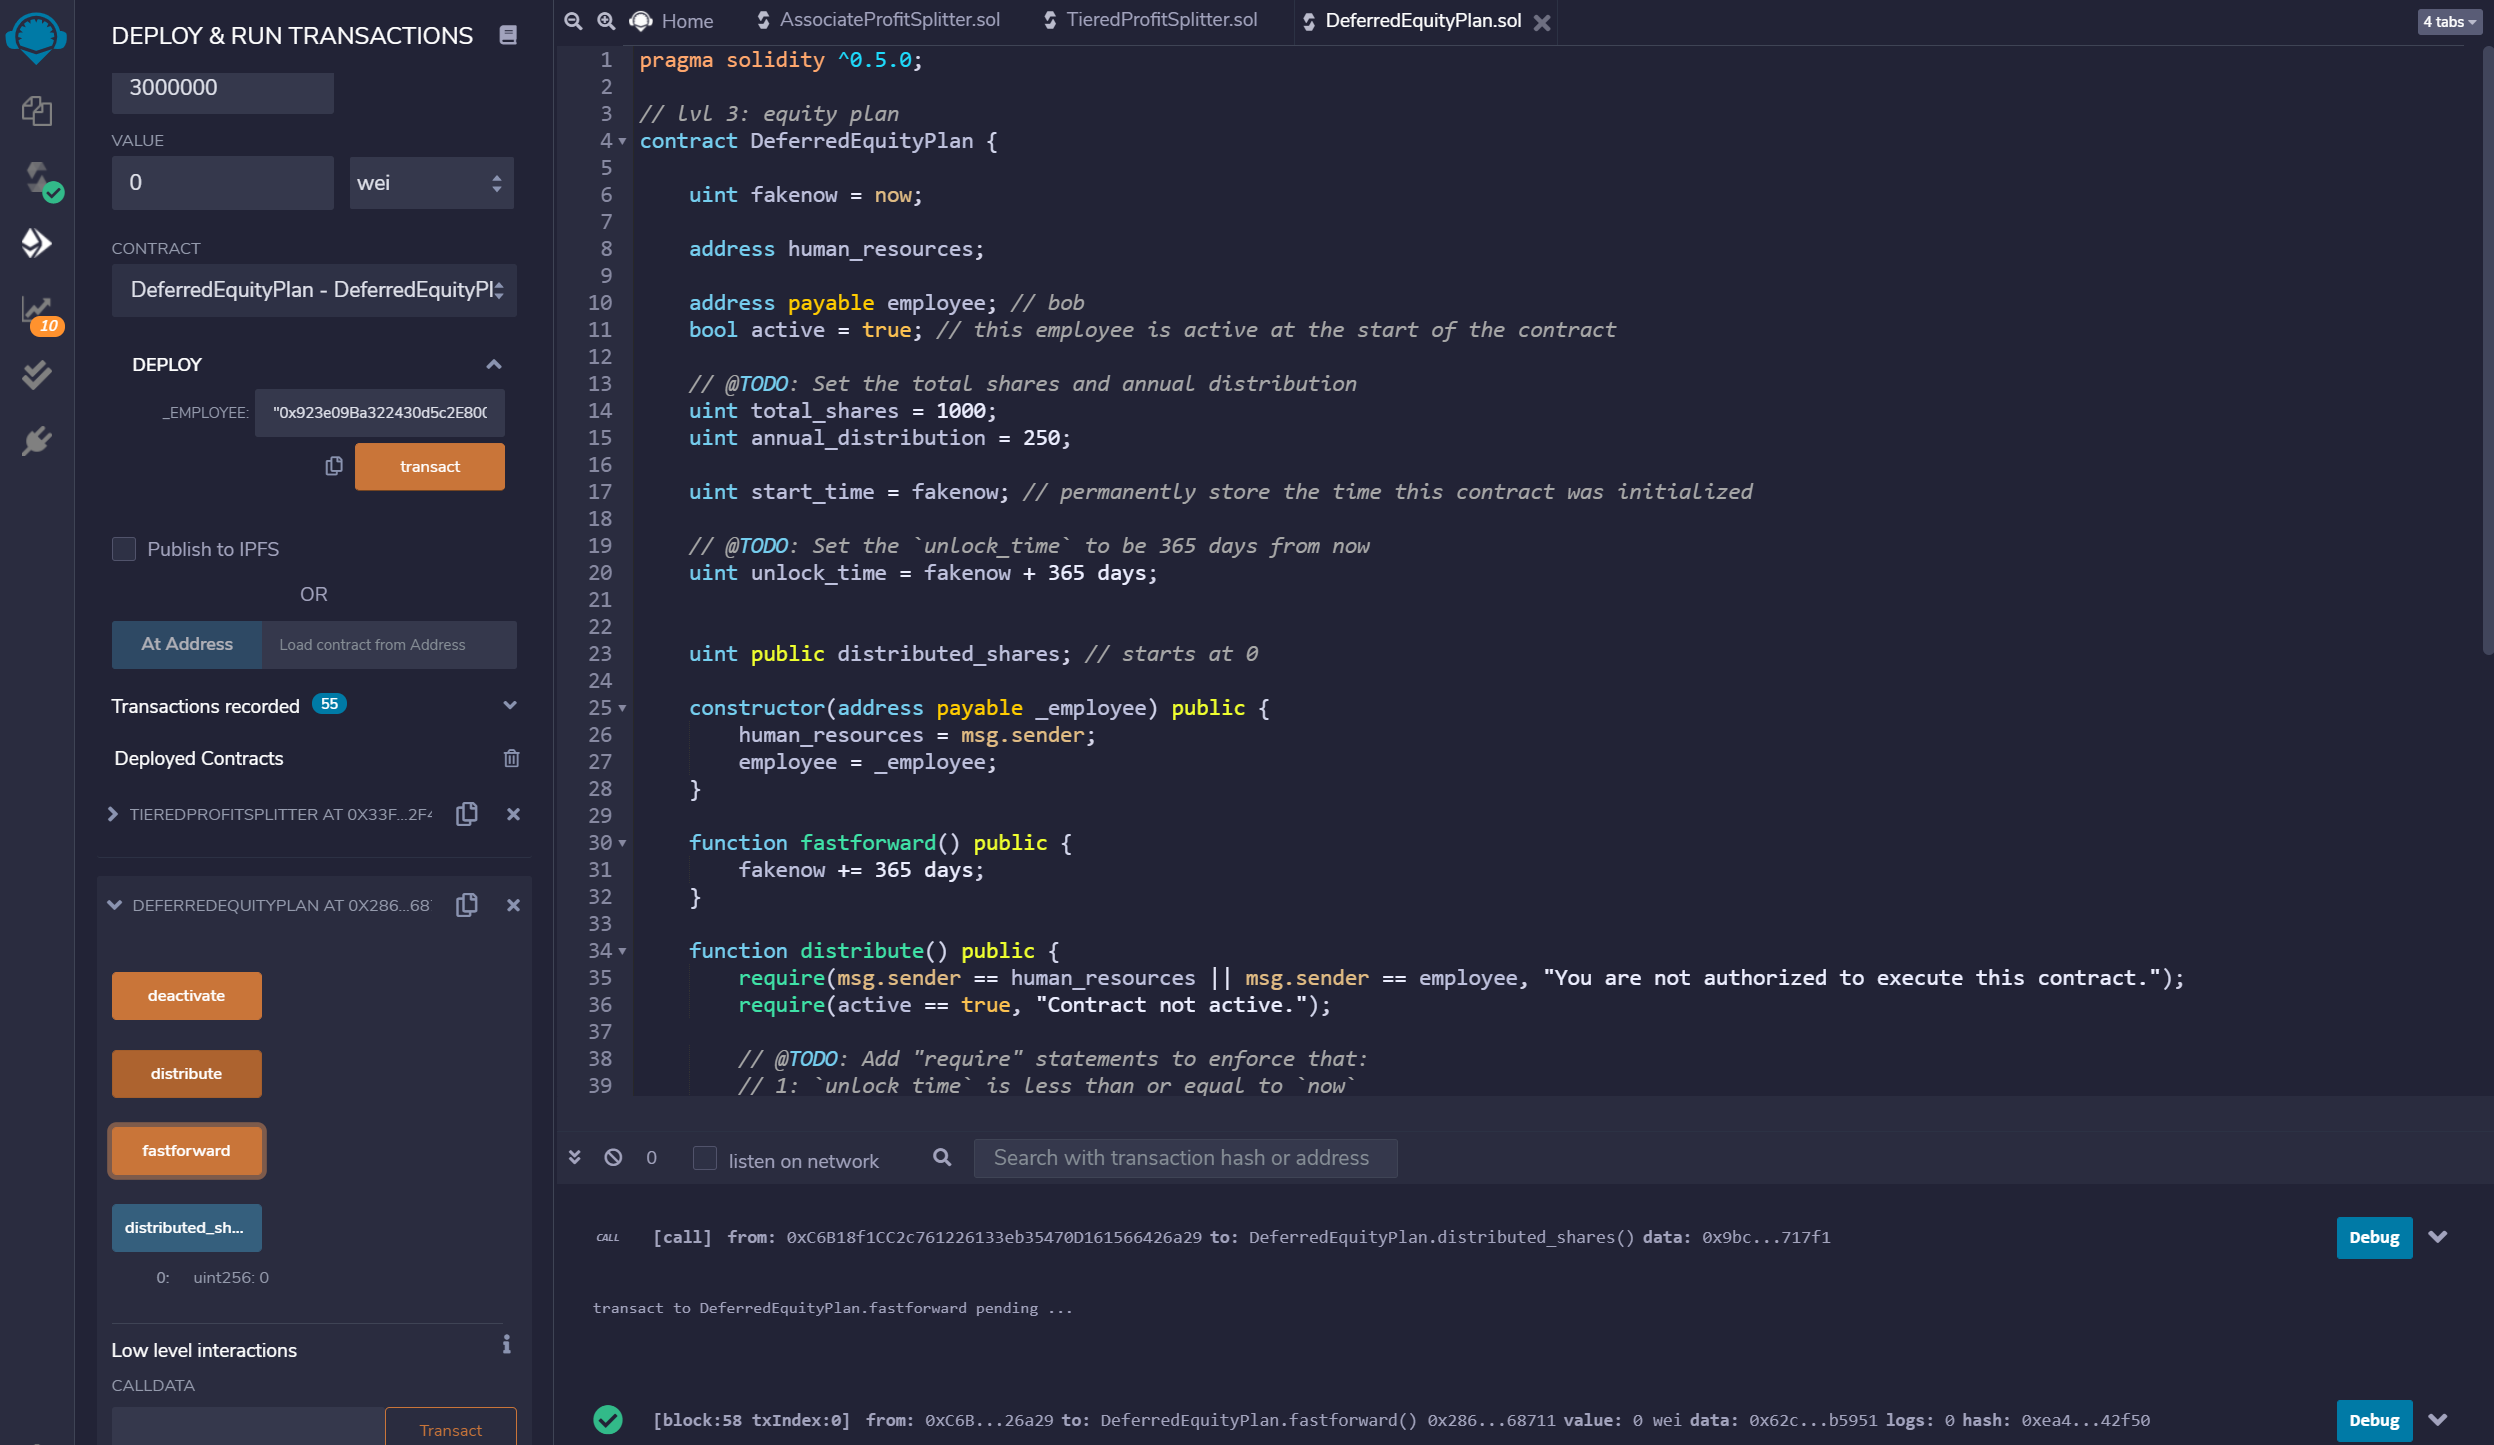 DEPLOY & RUN TRANSACTIONS
3000000
VALUE
0
wei
CONTRACT
DeferredEquityPlan - DeferredEquityPl
10
DEPLOY
_EMPLOYEE:
"0x923e09Ba322430d5c2E80
transact
Publish to IPFS
OR
At Address
Load contract from Address
Transactions recorded 55
Deployed Contracts
TIEREDPROFITSPLITTER AT 0X33F...2F
DEFERREDEQUITYPLAN AT 0X286...68
deactivate
distribute
fastforward
distributed_sh...
0: uint256: 0
Low level interactions
CALLDATA
Transact
Home
AssociateProfitSplitter.sol
TieredProfitSplitter.sol
DeferredEquityPlan.sol
4 tabs
1 pragma solidity ^0.5.0;
2
3 // lvl 3: equity plan
4 contract DeferredEquityPlan {
5
6 uint fakenow = now;
7
8 address human_resources;
9
10 address payable employee; // bob
11 bool active = true; // this employee is active at the start of the contract
12
13 // @TODO: Set the total shares and annual distribution
14 uint total_shares = 1000;
15 uint annual_distribution = 250;
16
17 uint start_time = fakenow; // permanently store the time this contract was initialized
18
19 // @TODO: Set the `unlock_time` to be 365 days from now
20 uint unlock_time = fakenow + 365 days;
21
22
23 uint public distributed_shares; // starts at 0
24
25 constructor(address payable _employee) public {
26 human_resources = msg.sender;
27 employee = _employee;
28 }
29
30 function fastforward() public {
31 fakenow += 365 days;
32 }
33
34 function distribute() public {
35 require(msg.sender == human_resources || msg.sender == employee, "You are not authorized to execute this contract.");
36 require(active == true, "Contract not active.");
37
38 // @TODO: Add "require" statements to enforce that:
39 // 1: `unlock_time` is less than or equal to `now`
0
listen on network
Search with transaction hash or address
CALL [call] from: 0xC6B18f1CC2c761226133eb35470D161566426a29 to: DeferredEquityPlan.distributed_shares() data: 0x9bc...717f1
Debug
transact to DeferredEquityPlan.fastforward pending ...
[block:58 txIndex:0] from: 0xC6B...26a29 to: DeferredEquityPlan.fastforward() 0x286...68711 value: 0 wei data: 0x62c...b5951 logs: 0 hash: 0xea4...42f50
Debug